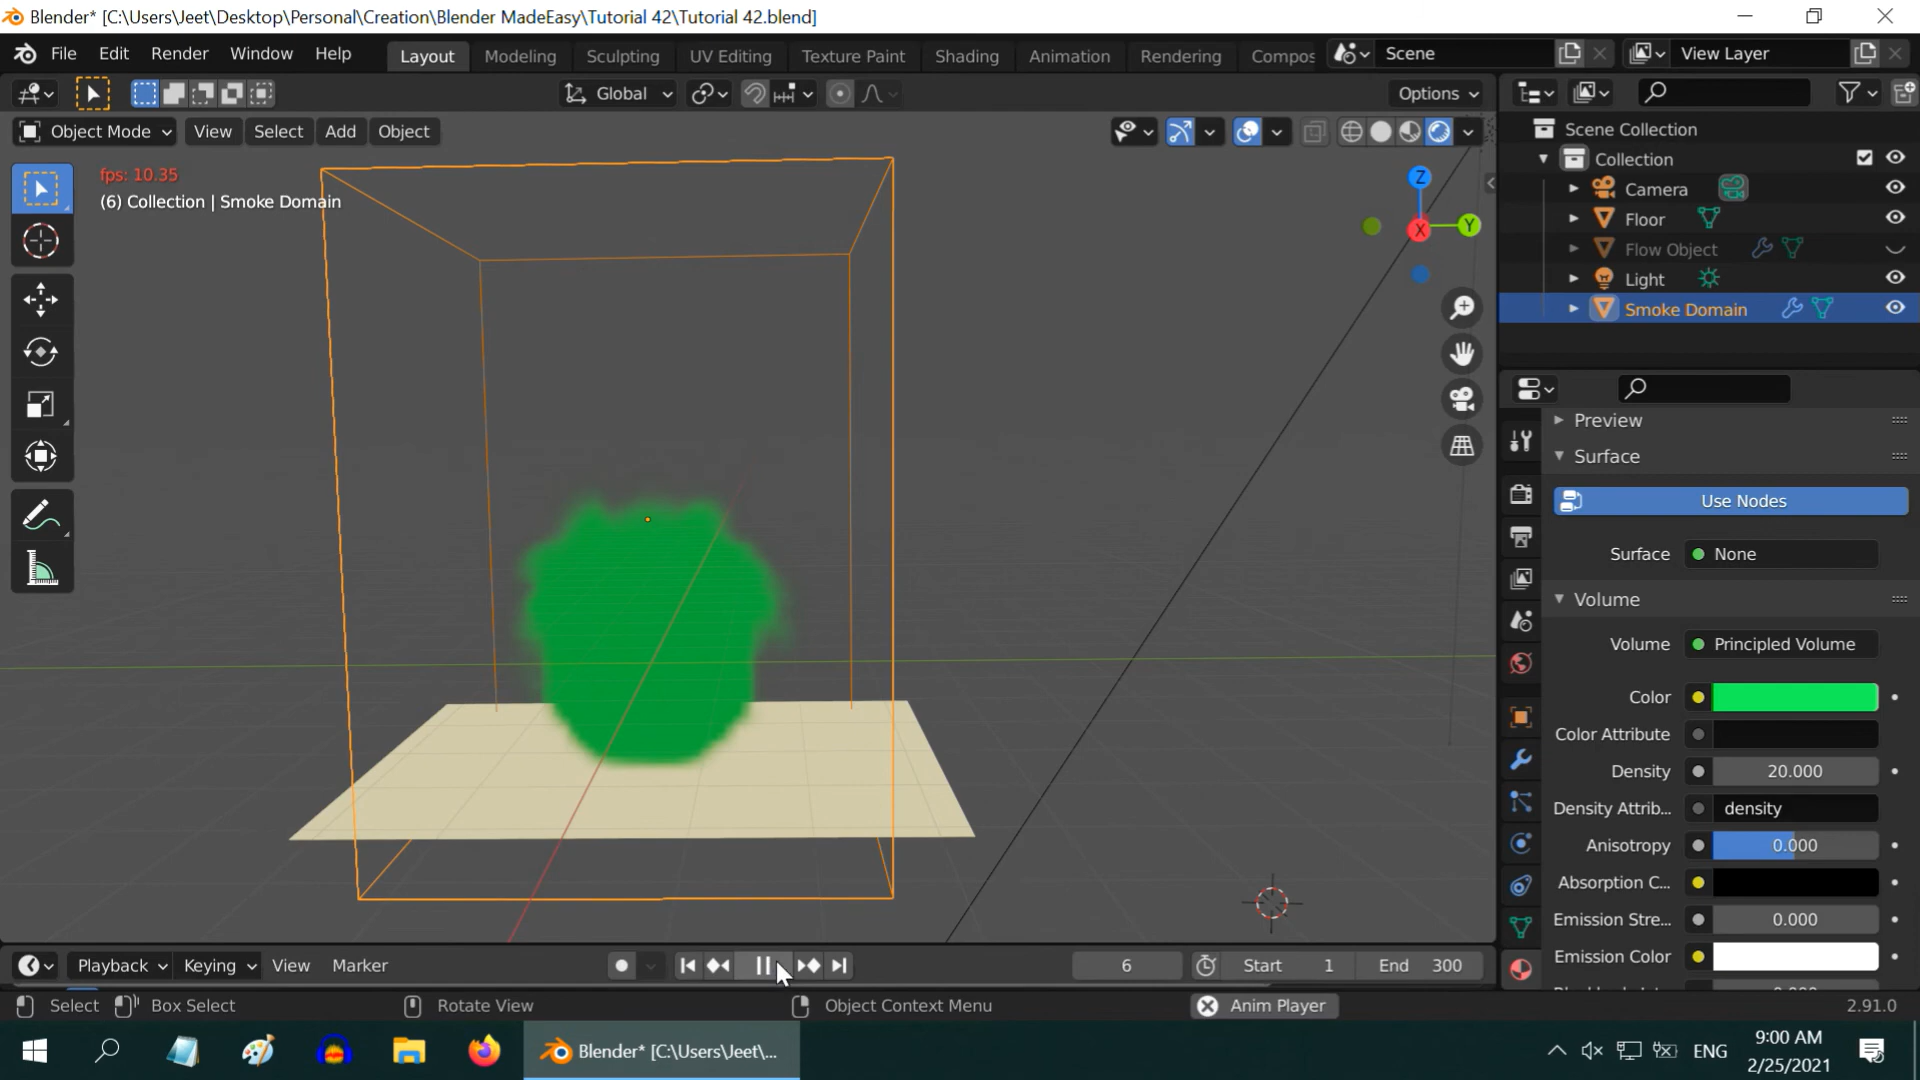 Blender* [C:\Users\Jeet\Desktop\Personal\Creation\Blender MadeEasy\Tutorial 42\Tutorial 42.blend]
File Edit Render Window Help Layout Modeling Sculpting UV Editing Texture Paint Shading Animation Rendering Compos Scene View Layer
Global Options
Object Mode View Select Add Object
fps: 10.35
(6) Collection | Smoke Domain
Z
X
Y
Scene Collection
Collection
Camera
Floor
Flow Object
Light
Smoke Domain
Preview
Surface
Use Nodes
Surface None
Volume
Volume Principled Volume
Color
Color Attribute
Density 20.000
Density Attrib... density
Anisotropy 0.000
Absorption C...
Emission Stre... 0.000
Emission Color
Playback Keying View Marker 6 Start 1 End 300
Select Box Select Rotate View Object Context Menu Anim Player 2.91.0
Blender* [C:\Users\Jeet\...
ENG
9:00 AM
2/25/2021